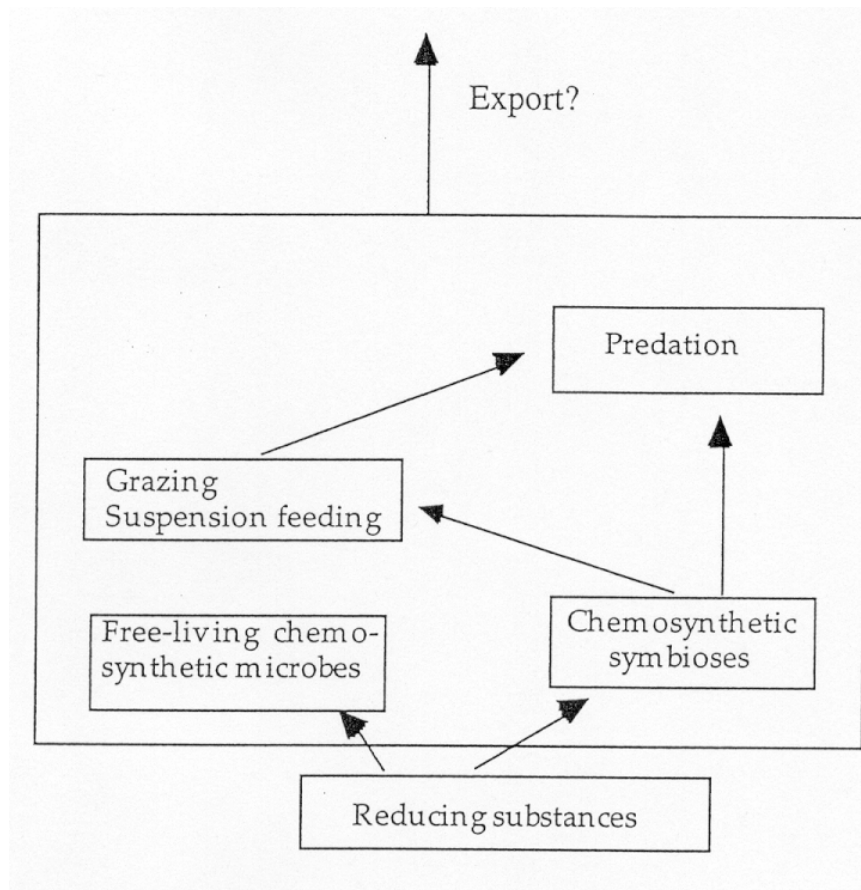 Export?
Predation
Grazing
Suspension feeding
Free-living chemo-
synthetic microbes
Chemosynthetic
symbioses
Reducing substances